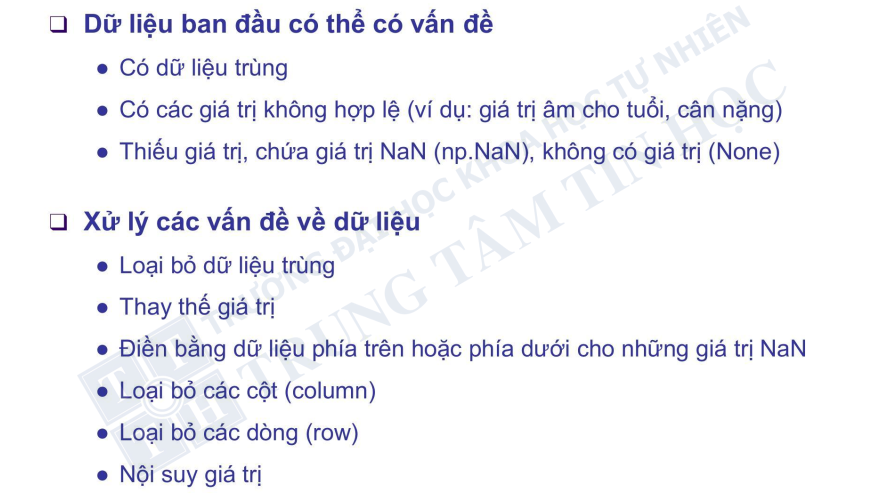 ❑ Dữ liệu ban đầu có thể có vấn đề
● Có dữ liệu trùng
● Có các giá trị không hợp lệ (ví dụ: giá trị âm cho tuổi, cân nặng)
● Thiếu giá trị, chứa giá trị NaN (np.NaN), không có giá trị (None)
❑ Xử lý các vấn đề về dữ liệu
● Loại bỏ dữ liệu trùng
● Thay thế giá trị
● Điền bằng dữ liệu phía trên hoặc phía dưới cho những giá trị NaN
● Loại bỏ các cột (column)
● Loại bỏ các dòng (row)
● Nội suy giá trị
TRƯỜNG ĐẠI HỌC KHOA HỌC TỰ NHIÊN
TRUNG TÂM TIN HỌC
T T
T H